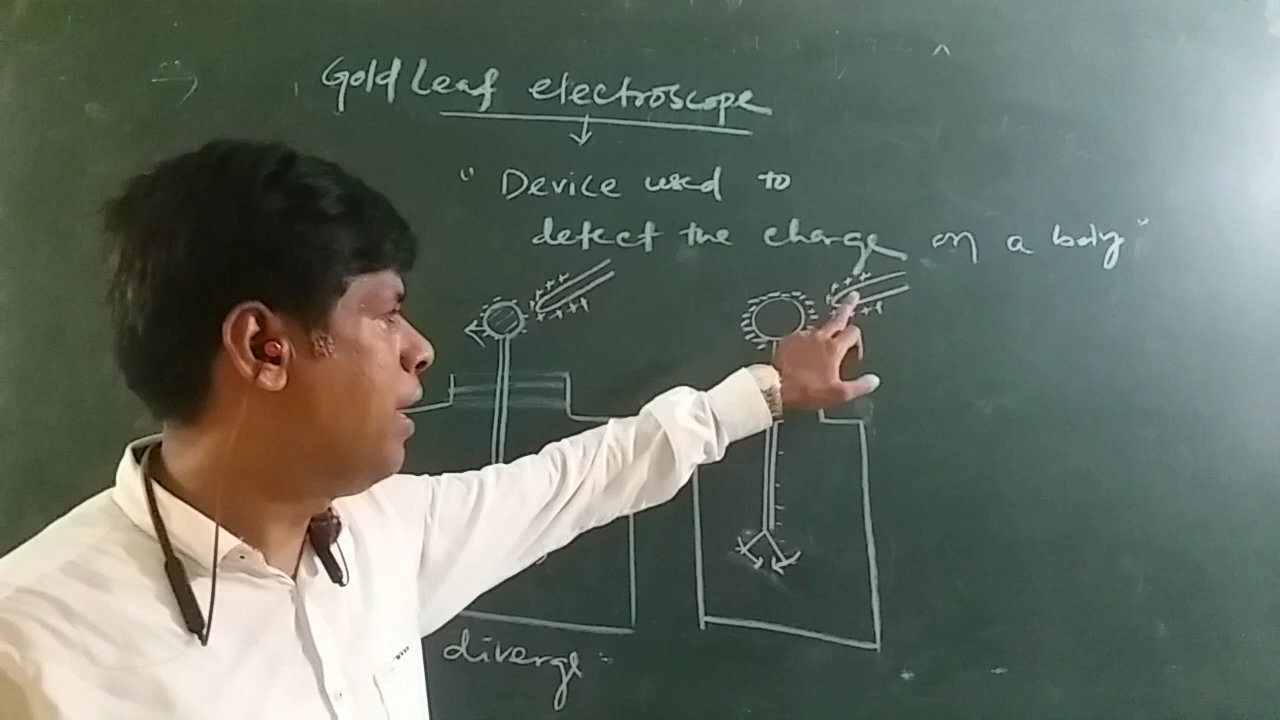 Gold Leaf electroscope
" Device used to
detect the charge on a body "
diverge